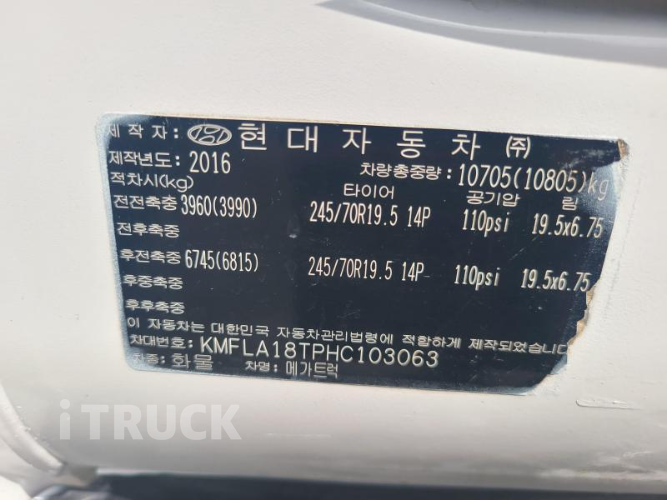 제작자: 현대자동차 ㈜
제작년도: 2016 차량총중량: 10705(10805)kg
적차시(kg) 타이어 공기압 림
전전축중 3960(3990) 245/70R19.5 14P 110psi 19.5x6.75
전후축중
후전축중 6745(6815) 245/70R19.5 14P 110psi 19.5x6.75
후중축중
후후축중
이 자동차는 대한민국 자동차관리법령에 적합하게 제작되었습니다
차대번호: KMFLA18TPHC103063
차종: 화물 차명: 메가트럭
iTRUCK